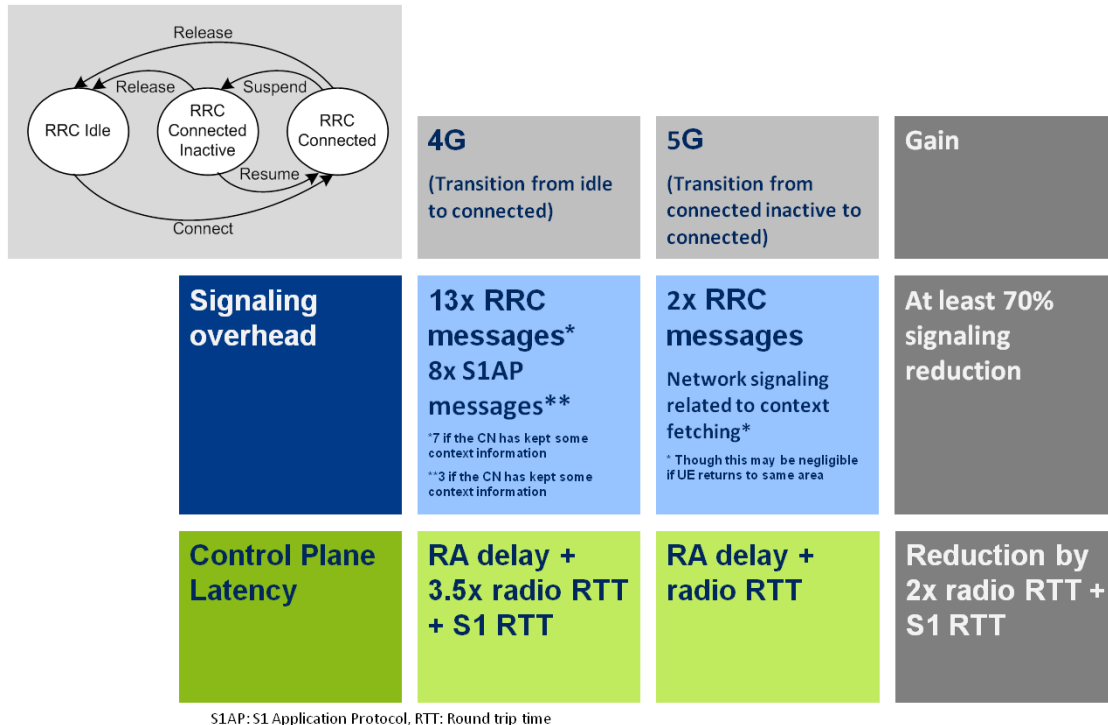 Release
Release
Suspend
RRC Idle
RRC
Connected
Inactive
RRC
Connected
Resume
Connect
4G
(Transition from idle
to connected)
5G
(Transition from
connected inactive to
connected)
Gain
Signaling
overhead
13x RRC
messages*
8x S1AP
messages**
*7 if the CN has kept some
context information
**3 if the CN has kept some
context information
2x RRC
messages
Network signaling
related to context
fetching*
* Though this may be negligible
if UE returns to same area
At least 70%
signaling
reduction
Control Plane
Latency
RA delay +
3.5x radio RTT
+ S1 RTT
RA delay +
radio RTT
Reduction by
2x radio RTT +
S1 RTT
S1AP: S1 Application Protocol, RTT: Round trip time